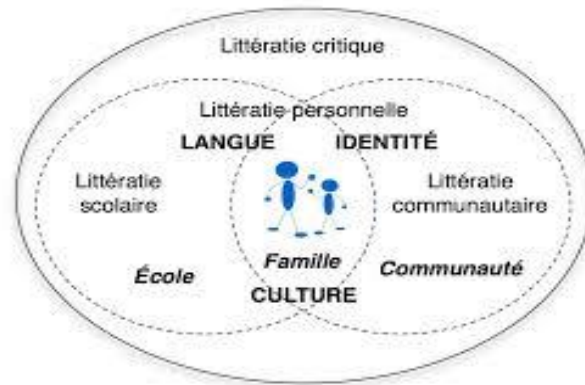 Littératie critique
Littératie personnelle
LANGUE IDENTITÉ
Littératie
scolaire
Littératie
communautaire
École
Famille
Communauté
CULTURE